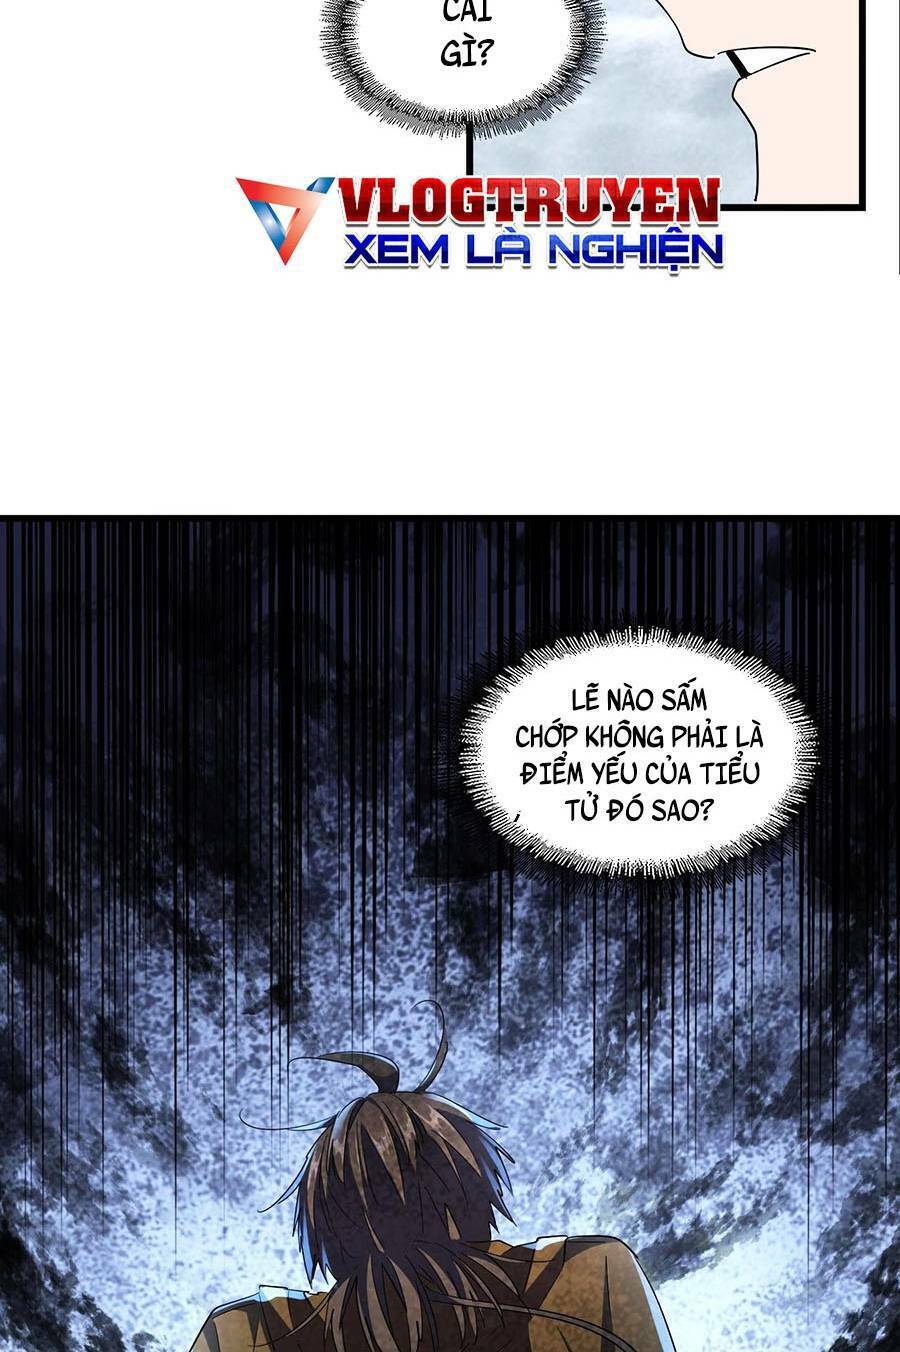 CÁI
GÌ?
VLOGTRUYEN
XEM LÀ NGHIỆN
LẼ NÀO SẤM
CHỚP KHÔNG PHẢI LÀ
ĐIỂM YẾU CỦA TIỂU
TỬ ĐÓ SAO?